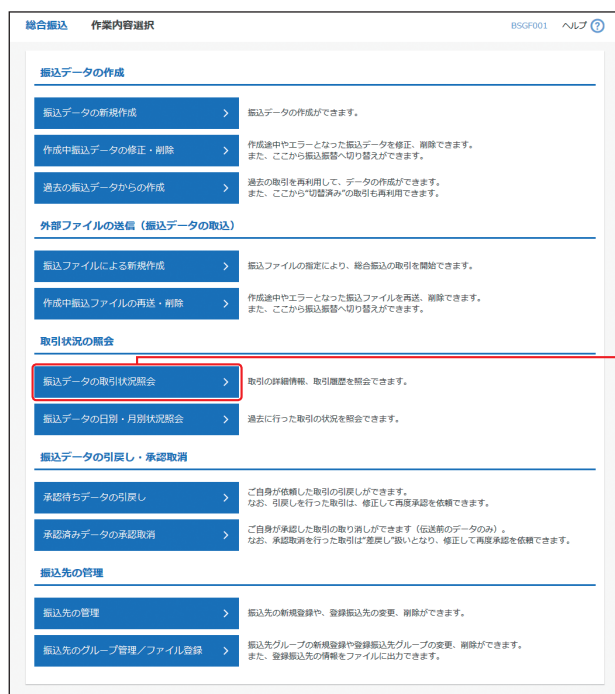 総合振込 作業内容選択 BSGF001 ヘルプ ?
振込データの作成
振込データの新規作成 > 振込データの作成ができます。
作成中振込データの修正・削除 > 作成途中やエラーとなった振込データを修正、削除できます。
また、ここから振込振替へ切り替えができます。
過去の振込データからの作成 > 過去の取引を再利用して、データの作成ができます。
また、ここから“切替済み”の取引も再利用できます。
外部ファイルの送信（振込データの取込）
振込ファイルによる新規作成 > 振込ファイルの指定により、総合振込の取引を開始できます。
作成中振込ファイルの再送・削除 > 作成途中やエラーとなった振込ファイルを再送、削除できます。
また、ここから振込振替へ切り替えができます。
取引状況の照会
振込データの取引状況照会 > 取引の詳細情報、取引履歴を照会できます。
振込データの日別・月別状況照会 > 過去に行った取引の状況を照会できます。
振込データの引戻し・承認取消
承認待ちデータの引戻し > ご自身が依頼した取引の引戻しができます。
なお、引戻しを行った取引は、修正して再度承認を依頼できます。
承認済みデータの承認取消 > ご自身が承認した取引の取り消しができます（伝送前のデータのみ）。
なお、承認取消を行った取引は“差戻し”扱いとなり、修正して再度承認を依頼できます。
振込先の管理
振込先の管理 > 振込先の新規登録や、登録振込先の変更、削除ができます。
振込先のグループ管理／ファイル登録 > 振込先グループの新規登録や登録振込先グループの変更、削除ができます。
また、登録振込先の情報をファイルに出力できます。